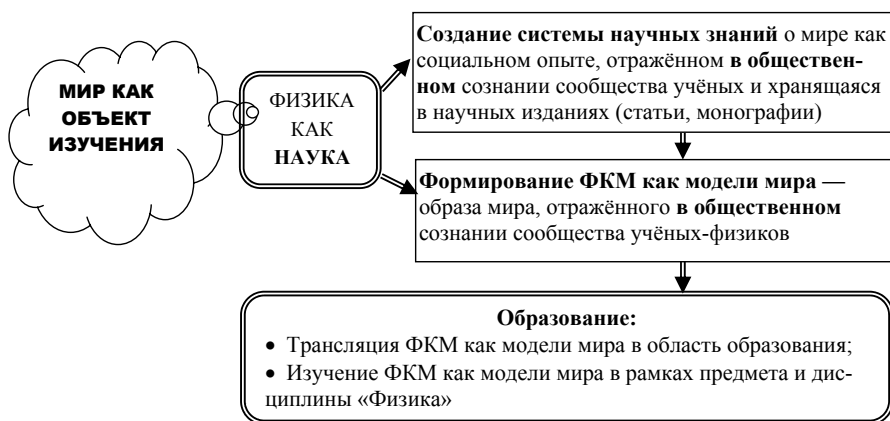 МИР КАК
ОБЪЕКТ
ИЗУЧЕНИЯ
ФИЗИКА
КАК
НАУКА
Создание системы научных знаний о мире как
социальном опыте, отражённом в обществен-
ном сознании сообщества учёных и хранящаяся
в научных изданиях (статьи, монографии)
Формирование ФКМ как модели мира —
образа мира, отражённого в общественном
сознании сообщества учёных-физиков
Образование:
• Трансляция ФКМ как модели мира в область образования;
• Изучение ФКМ как модели мира в рамках предмета и дис-
циплины «Физика»